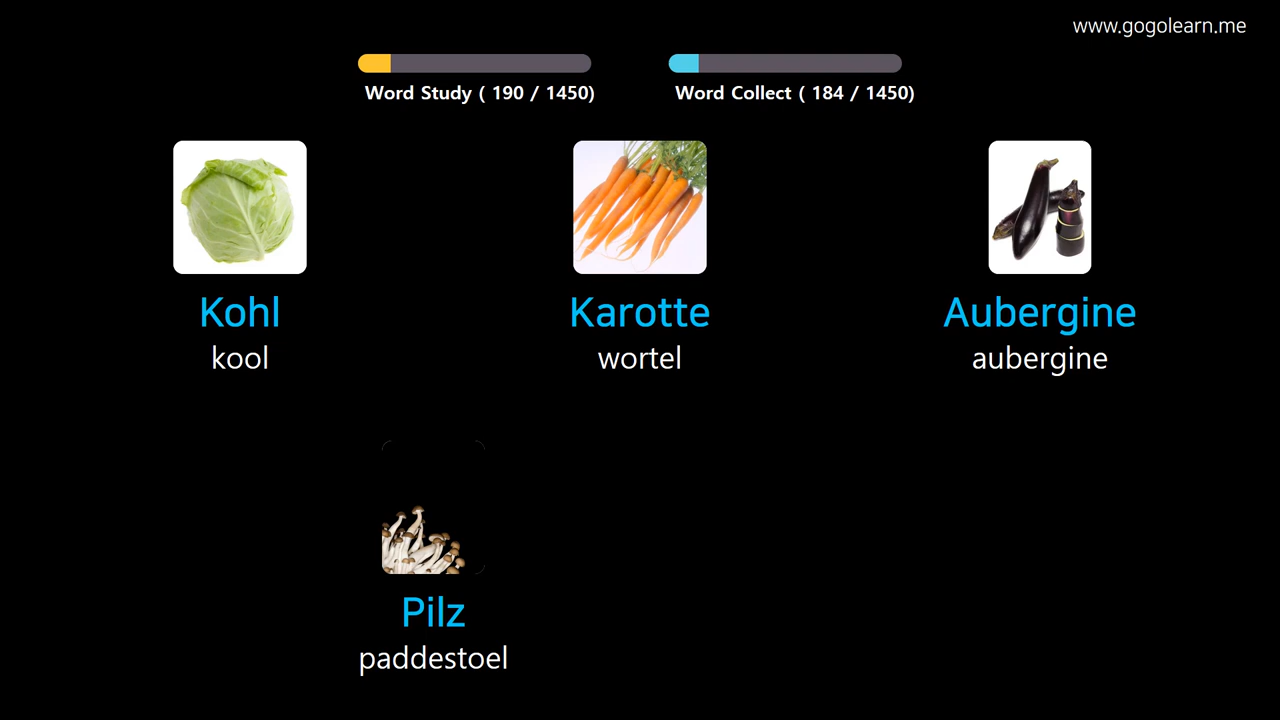 www.gogolearn.me
Word Study ( 190 / 1450)
Word Collect ( 184 / 1450)
Kohl
kool
Karotte
wortel
Aubergine
aubergine
Pilz
paddestoel